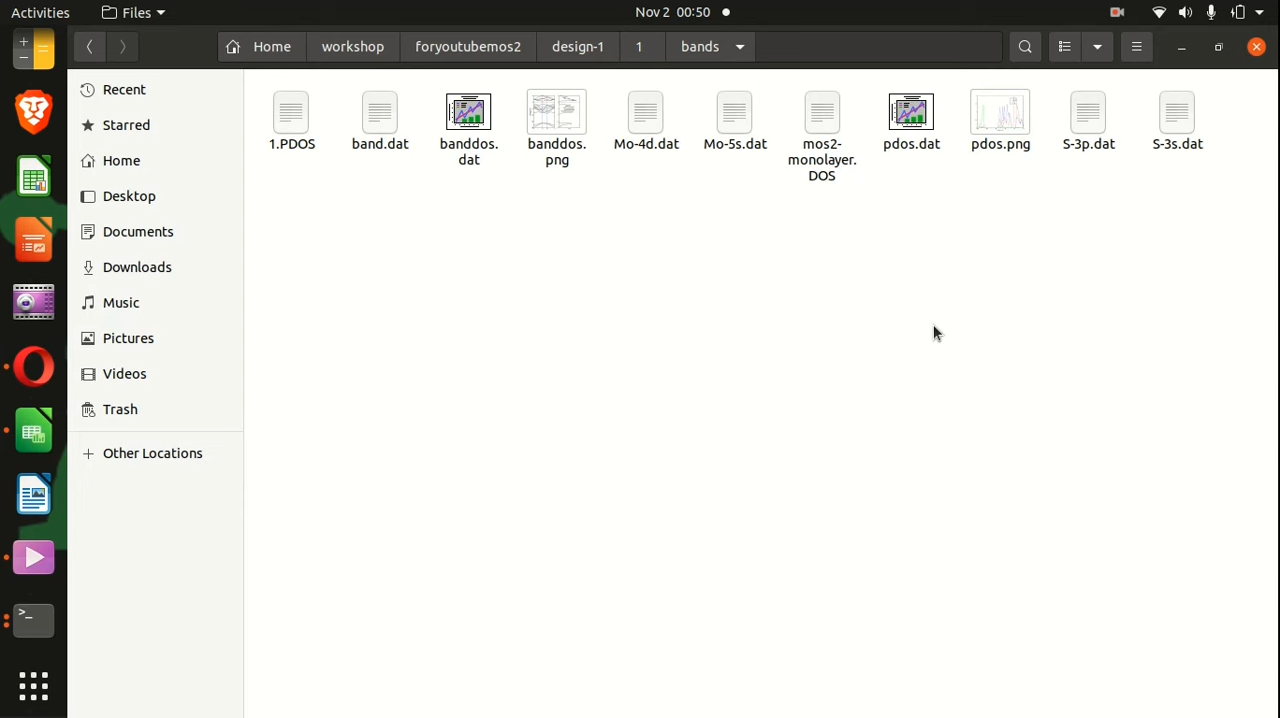 Activities
Files
Nov 2 00:50
Home
workshop
foryoutubemos2
design-1
1
bands
Recent
Starred
Home
Desktop
Documents
Downloads
Music
Pictures
Videos
Trash
+ Other Locations
1.PDOS
band.dat
banddos.
dat
banddos.
png
Mo-4d.dat
Mo-5s.dat
mos2-
monolayer.
DOS
pdos.dat
pdos.png
S-3p.dat
S-3s.dat
>_